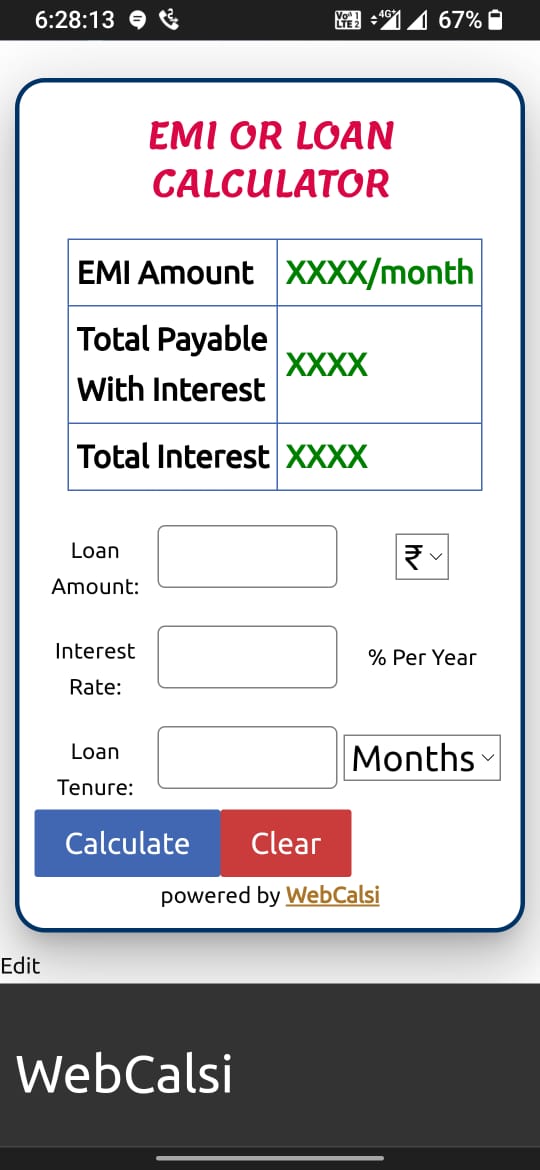 6:28:13
Vo 1 LTE 2 4G+ 67%
EMI OR LOAN
CALCULATOR
EMI Amount XXXX/month
Total Payable
With Interest
XXXX
Total Interest XXXX
Loan
Amount:
₹
Interest
Rate:
% Per Year
Loan
Tenure:
Months
Calculate Clear
powered by WebCalsi
Edit
WebCalsi